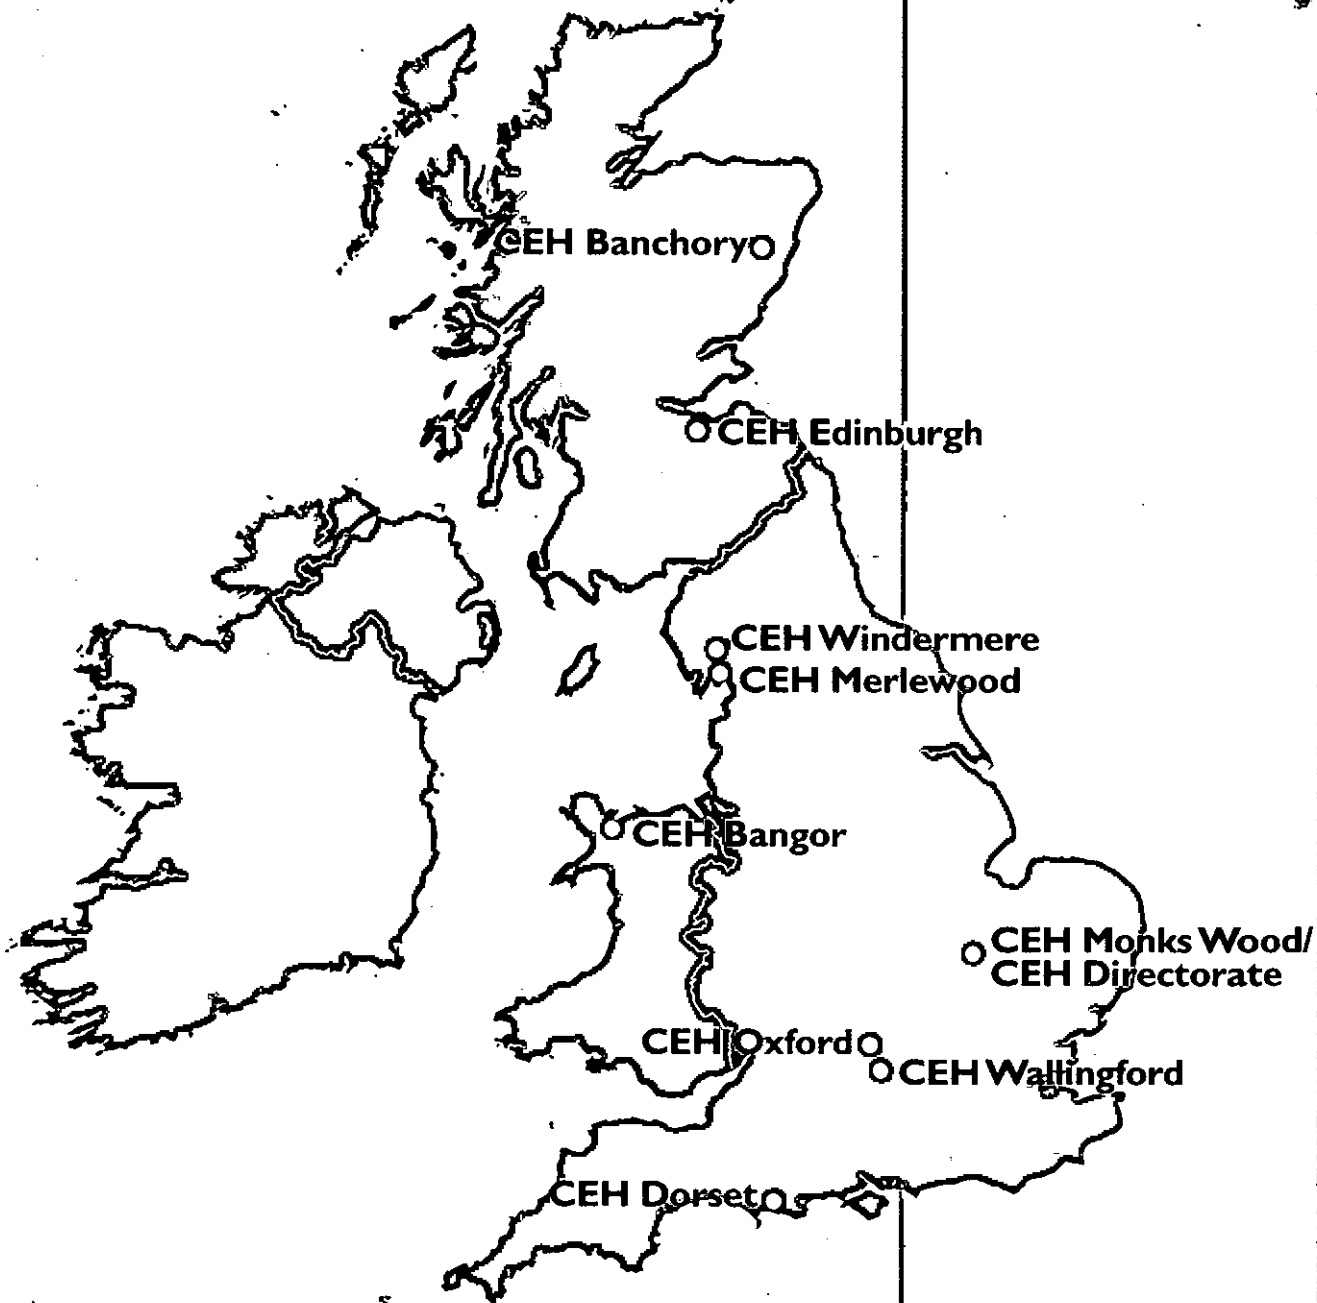 CEH Banchory
CEH Edinburgh
CEH Windermere
CEH Merlewood
CEH Bangor
CEH Monks Wood/
CEH Directorate
CEH Oxford
CEH Wallingford
CEH Dorset